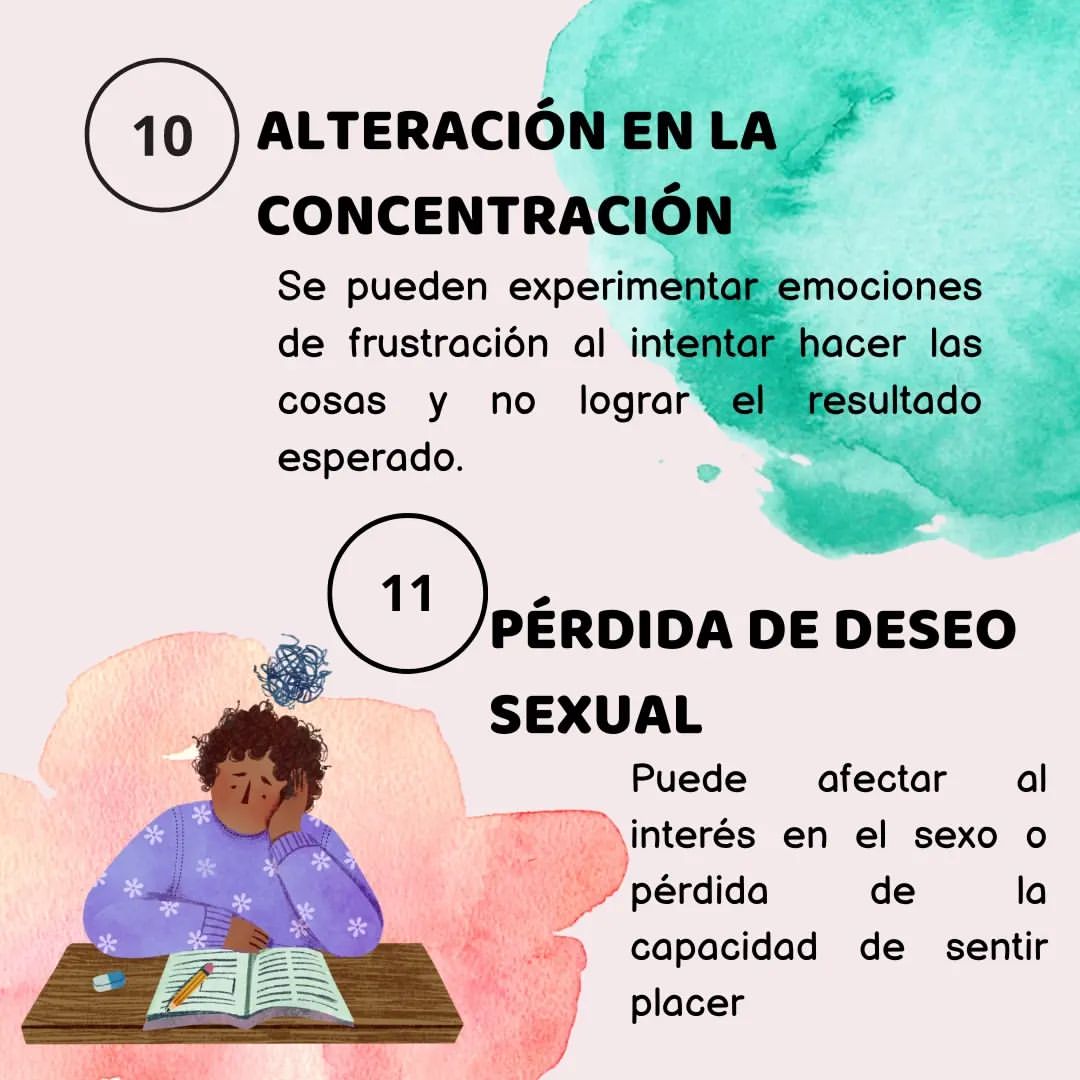 10
ALTERACIÓN EN LA
CONCENTRACIÓN
Se pueden experimentar emociones
de frustración al intentar hacer las
cosas y no lograr el resultado
esperado.
11
PÉRDIDA DE DESEO
SEXUAL
Puede afectar al
interés en el sexo o
pérdida de la
capacidad de sentir
placer